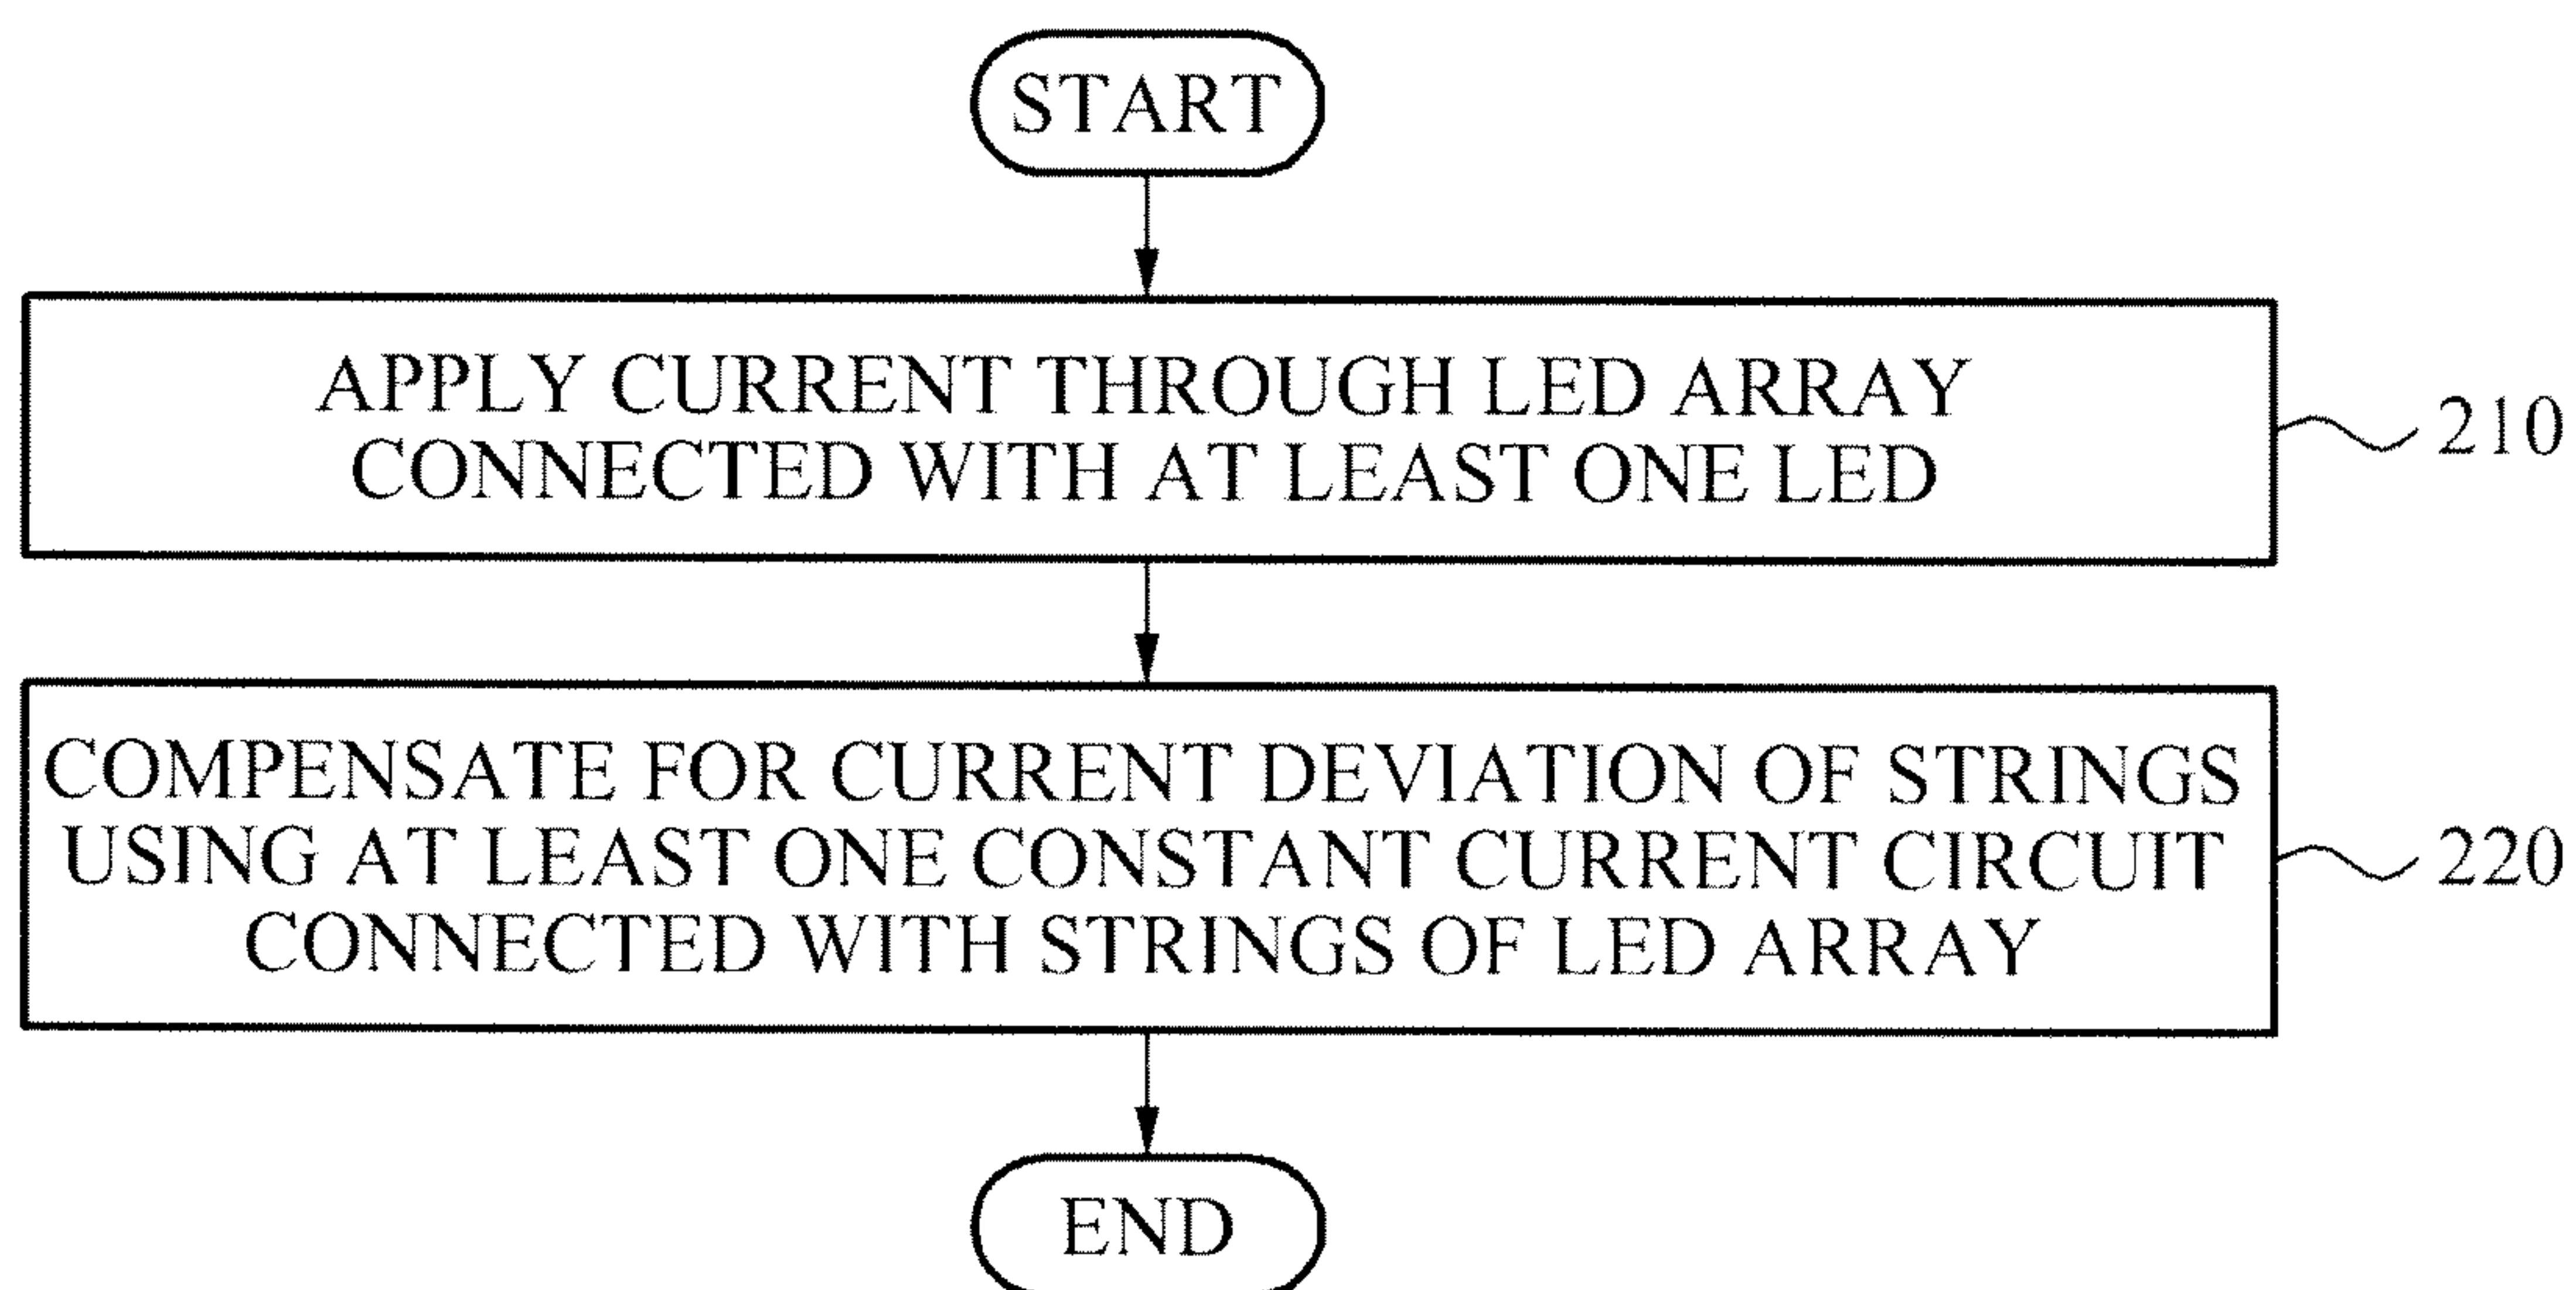 START
APPLY CURRENT THROUGH LED ARRAY
CONNECTED WITH AT LEAST ONE LED
210
COMPENSATE FOR CURRENT DEVIATION OF STRINGS
USING AT LEAST ONE CONSTANT CURRENT CIRCUIT
CONNECTED WITH STRINGS OF LED ARRAY
220
END